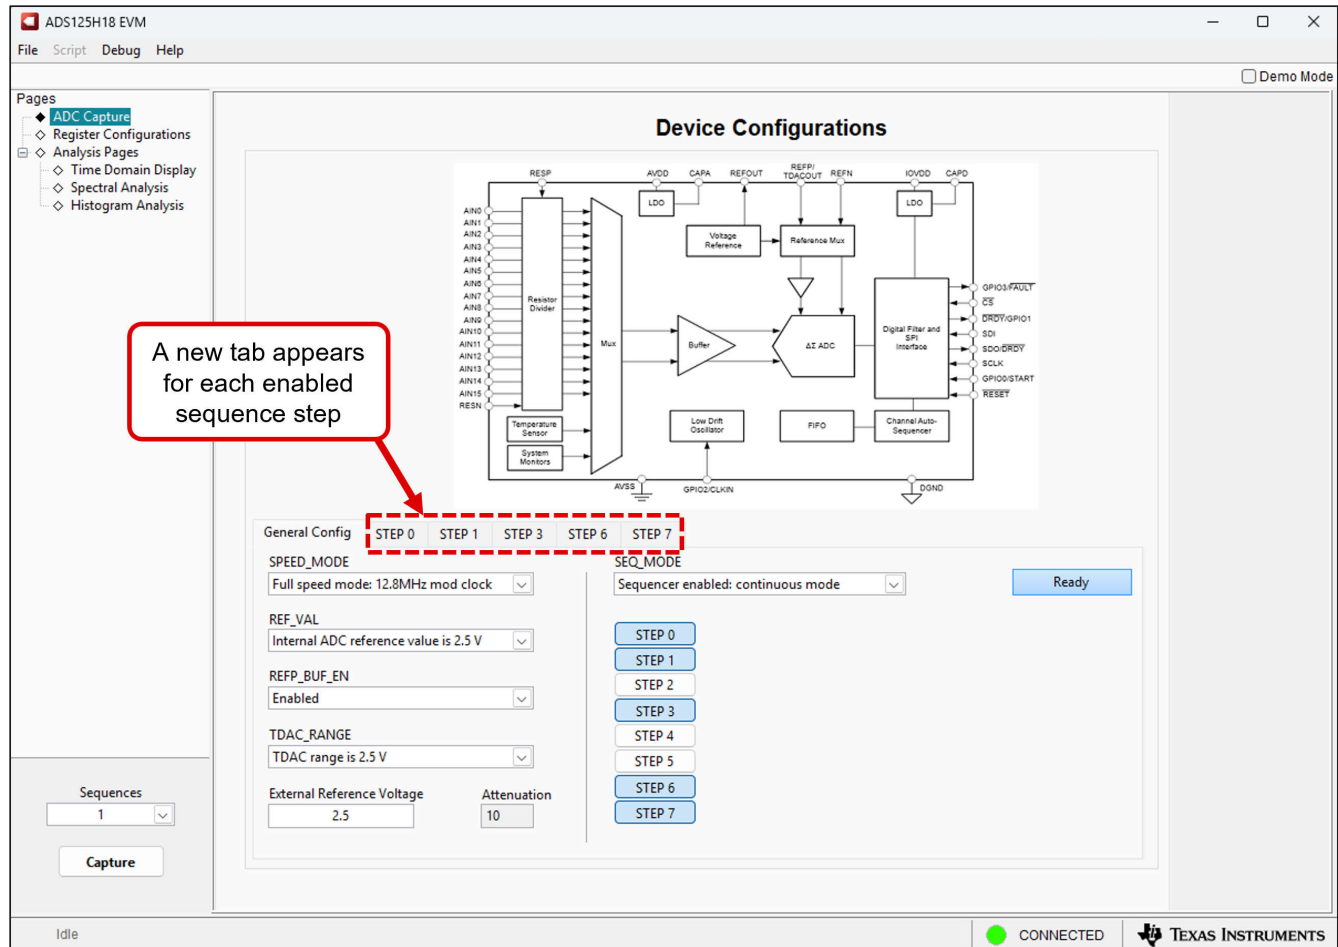 ADS125H18 EVM
File Script Debug Help
Demo Mode
Pages
ADC Capture
Register Configurations
Analysis Pages
Time Domain Display
Spectral Analysis
Histogram Analysis
Device Configurations
RESP
AVDD CAPA REFOUT REFP/ TDACOUT REFN IOVDD CAPD
LDO
LDO
Voltage Reference
Reference Mux
AIN0
AIN1
AIN2
AIN3
AIN4
AIN5
AIN6
AIN7
AIN8
AIN9
AIN10
AIN11
AIN12
AIN13
AIN14
AIN15
RESN
Resistor Divider
Mux
Buffer
ΔΣ ADC
Digital Filter and SPI Interface
GPIO3/FAULT
CS
DRDY/GPIO1
SDI
SDO/DRDY
SCLK
GPIO0/START
RESET
Temperature Sensor
System Monitors
Low Drift Oscillator
FIFO
Channel Auto-Sequencer
AVSS
GPIO2/CLKIN
DGND
A new tab appears
for each enabled
sequence step
General Config STEP 0 STEP 1 STEP 3 STEP 6 STEP 7
SPEED_MODE
Full speed mode: 12.8MHz mod clock
REF_VAL
Internal ADC reference value is 2.5 V
REFP_BUF_EN
Enabled
TDAC_RANGE
TDAC range is 2.5 V
External Reference Voltage Attenuation
2.5 10
SEQ_MODE
Sequencer enabled: continuous mode
Ready
STEP 0
STEP 1
STEP 2
STEP 3
STEP 4
STEP 5
STEP 6
STEP 7
Sequences
1
Capture
Idle
CONNECTED
TEXAS INSTRUMENTS